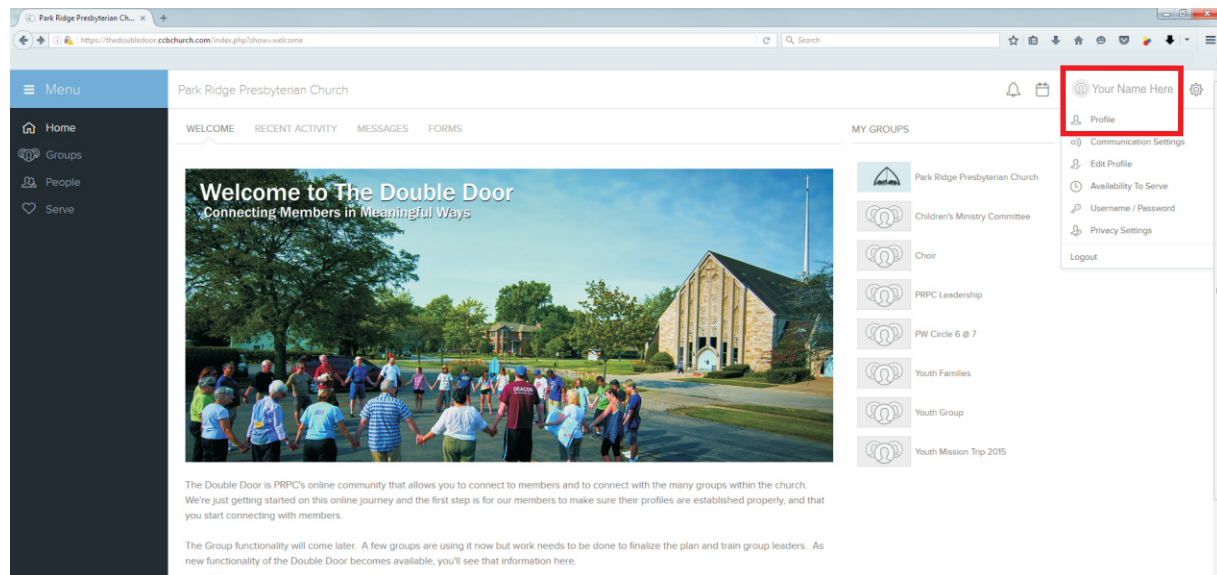 Park Ridge Presbyterian Ch...
https://thedoubledoor.ccbchurch.com/index.php?show=welcome
Search
Menu
Park Ridge Presbyterian Church
Your Name Here
Home
Groups
People
Serve
WELCOME RECENT ACTIVITY MESSAGES FORMS
MY GROUPS
Profile
Communication Settings
Edit Profile
Availability To Serve
Username / Password
Privacy Settings
Logout
Welcome to The Double Door
Connecting Members in Meaningful Ways
DEACON
Park Ridge Presbyterian Church
Children's Ministry Committee
Choir
PRPC Leadership
PW Circle 6 @ 7
Youth Families
Youth Group
Youth Mission Trip 2015
The Double Door is PRPC's online community that allows you to connect to members and to connect with the many groups within the church.
We're just getting started on this online journey and the first step is for our members to make sure their profiles are established properly, and that
you start connecting with members.
The Group functionality will come later. A few groups are using it now but work needs to be done to finalize the plan and train group leaders. As
new functionality of the Double Door becomes available, you'll see that information here.